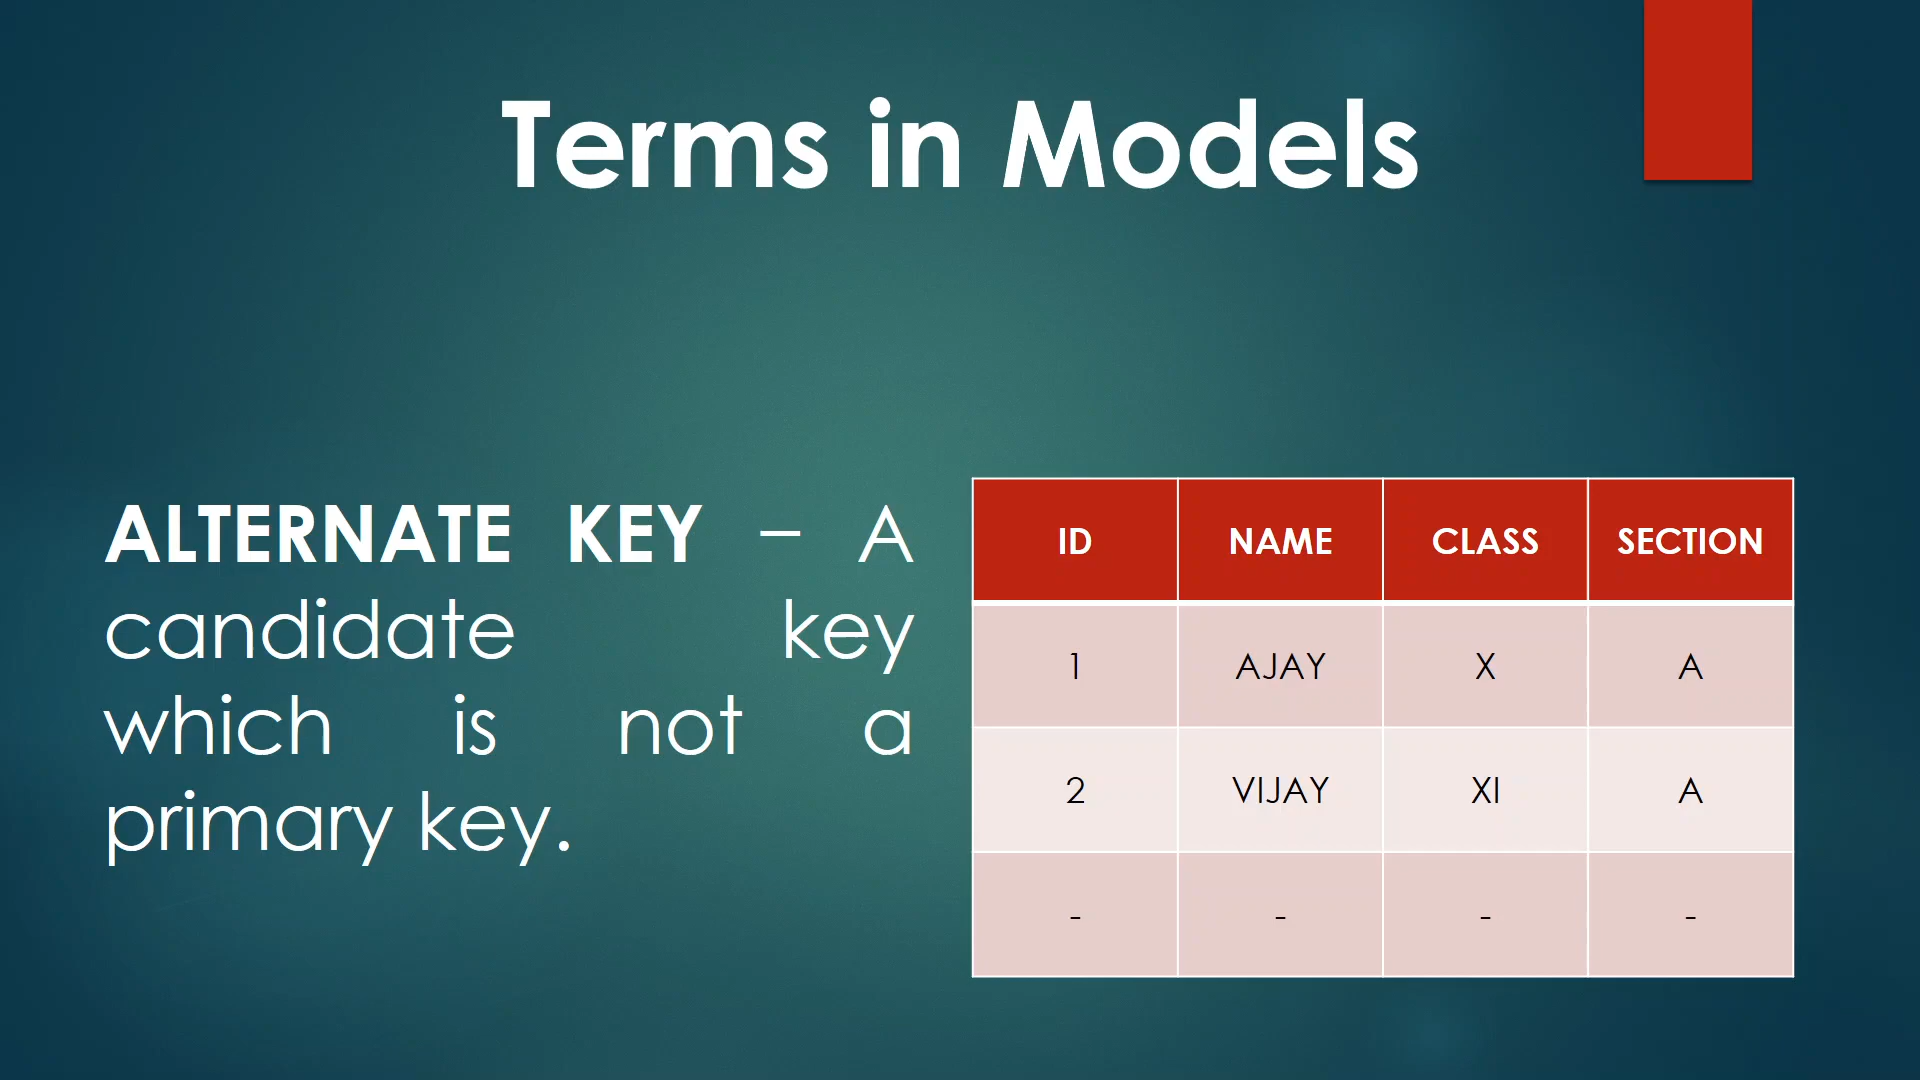 Terms in Models
ALTERNATE KEY – A
candidate key
which is not a
primary key.
ID NAME CLASS SECTION
1 AJAY X A
2 VIJAY XI A
- - - -